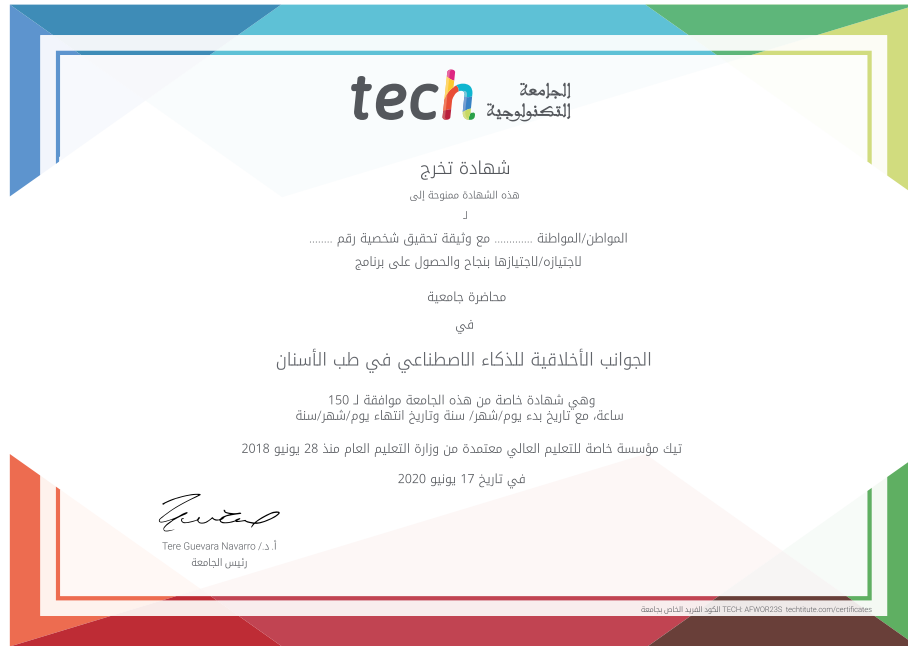 tech الجامعة
التكنولوجية
شهادة تخرج
هذه الشهادة ممنوحة إلى
لـ
المواطن/المواطنة ............. مع وثيقة تحقيق شخصية رقم ........
لاجتيازه/لاجتيازها بنجاح والحصول على برنامج
محاضرة جامعية
في
الجوانب الأخلاقية للذكاء الاصطناعي في طب الأسنان
وهي شهادة خاصة من هذه الجامعة موافقة لـ 150
ساعة، مع تاريخ بدء يوم/شهر/ سنة وتاريخ انتهاء يوم/شهر/سنة
تيك مؤسسة خاصة للتعليم العالي معتمدة من وزارة التعليم العام منذ 28 يونيو 2018
في تاريخ 17 يونيو 2020
أ. د./ Tere Guevara Navarro
رئيس الجامعة
الكود الفريد الخاص بجامعة TECH: AFWOR23S techtitute.com/certificates